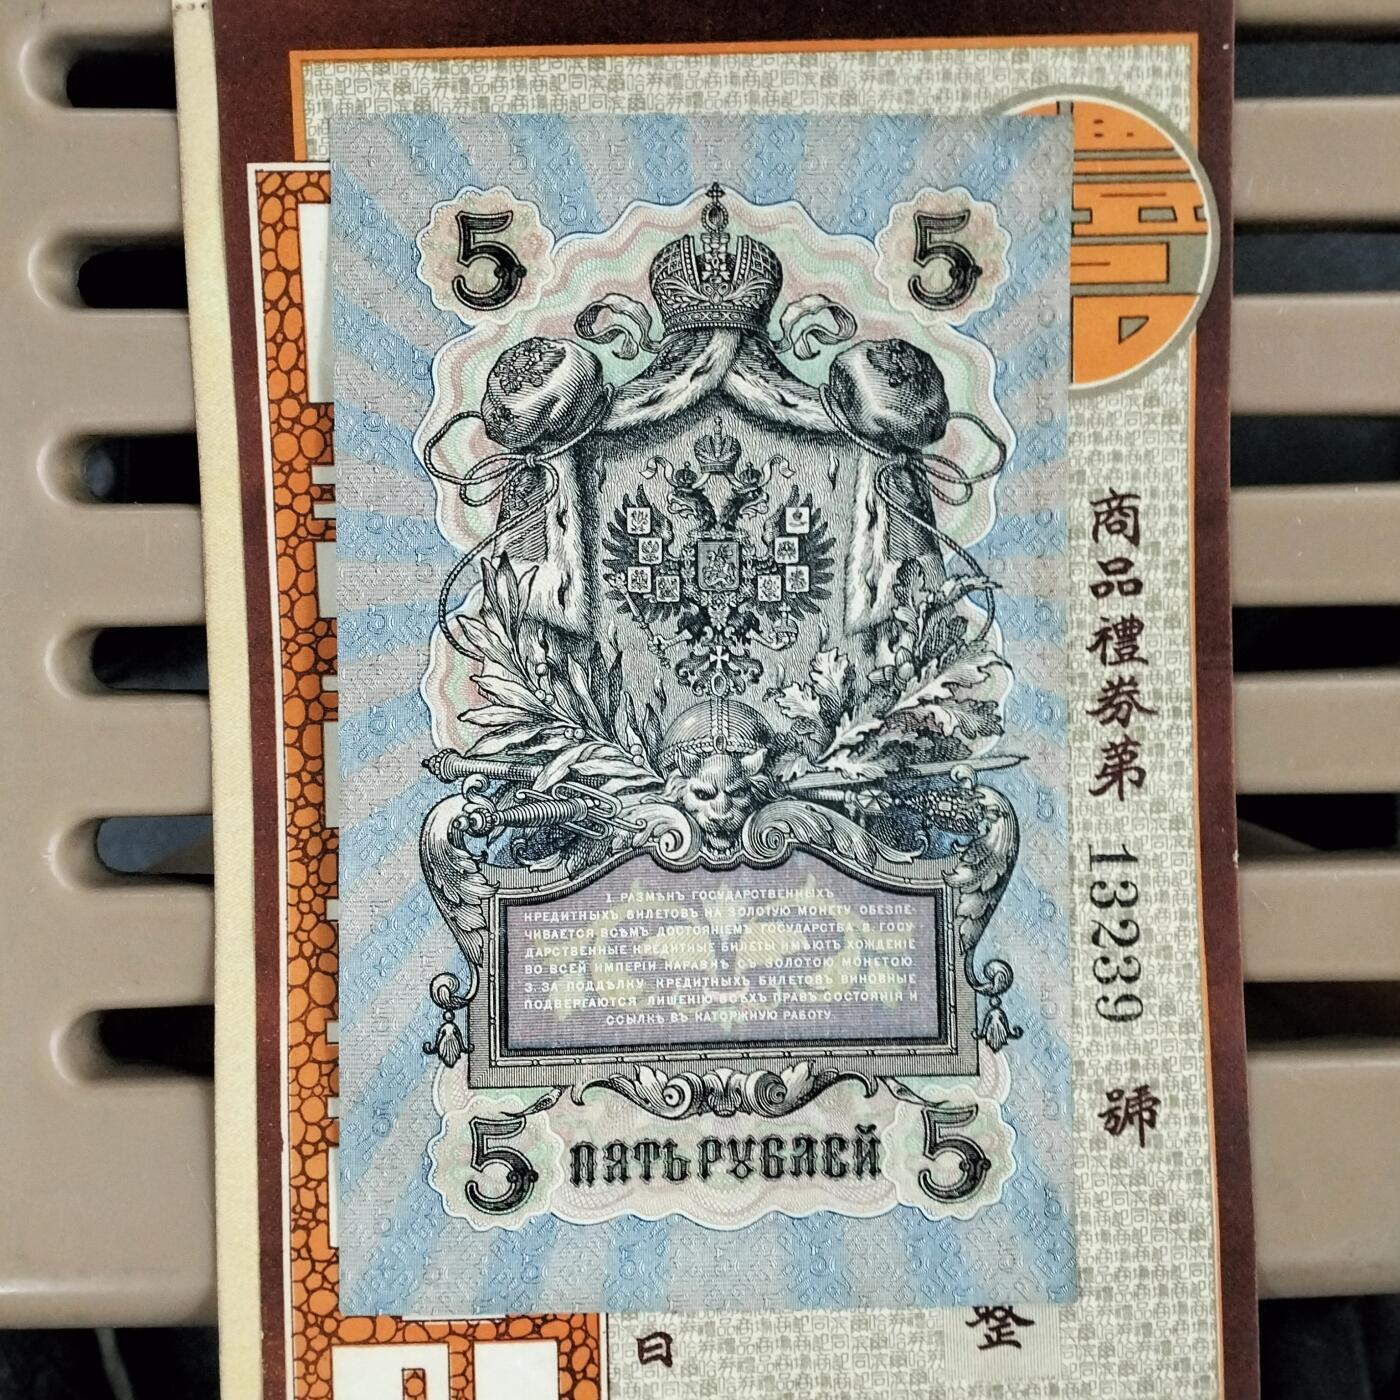 5 5
1. РАЗМѢНЪ ГОСУДАРСТВЕННЫХЪ
КРЕДИТНЫХЪ БИЛЕТОВЪ НА ЗОЛОТУЮ МОНЕТУ ОБЕЗПЕ-
ЧИВАЕТСЯ ВСѢМЪ ДОСТОЯНІЕМЪ ГОСУДАРСТВА 2. ГОСУ
ДАРСТВЕННЫЕ КРЕДИТНЫЕ БИЛЕТЫ ИМѢЮТЪ ХОЖДЕНІЕ
ВО ВСЕЙ ИМПЕРІИ НАРАВНѢ СЪ ЗОЛОТОЮ МОНЕТОЮ
3. ЗА ПОДДѢЛКУ КРЕДИТНЫХЪ БИЛЕТОВЪ ВИНОВНЫЕ
ПОДВЕРГАЮТСЯ ЛИШЕНІЮ ВСѢХЪ ПРАВЪ СОСТОЯНІЯ И
ССЫЛКѢ ВЪ КАТОРЖНУЮ РАБОТУ
5 ПЯТЬ РУБЛЕЙ 5
商品禮券第 13239 號
整
日